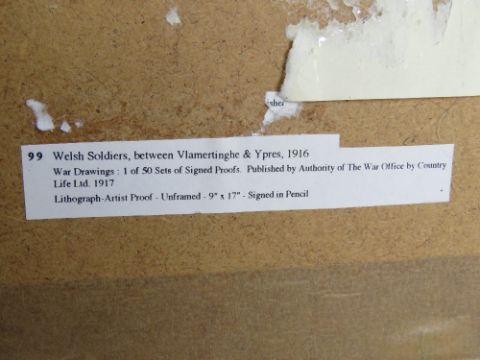 isher
99 Welsh Soldiers, between Vlamertinghe & Ypres, 1916
War Drawings : 1 of 50 Sets of Signed Proofs. Published by Authority of The War Office by Country
Life Ltd. 1917
Lithograph-Artist Proof - Unframed - 9" x 17" - Signed in Pencil